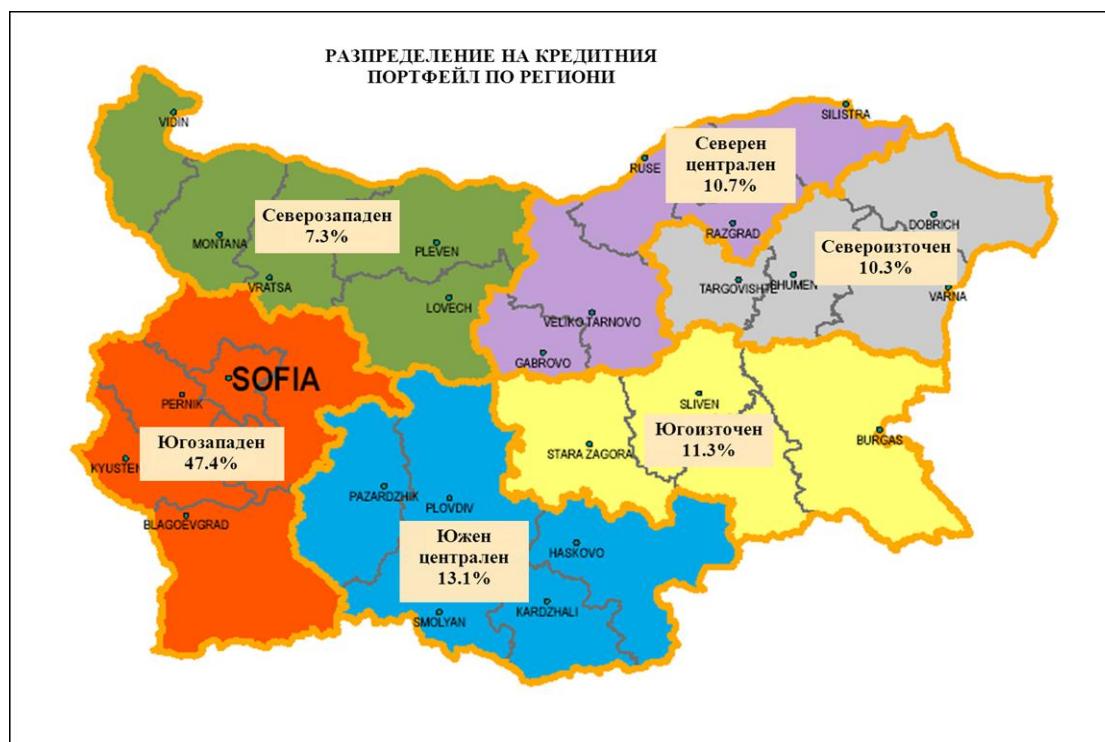 РАЗПРЕДЕЛЕНИЕ НА КРЕДИТНИЯ
ПОРТФЕЙЛ ПО РЕГИОНИ
VIDIN
SILISTRA
RUSE
Северен
централен
10.7%
Северозападен
7.3%
MONTANA
PLEVEN
VRATSA
LOVECH
RAZGRAD
DOBRICH
Североизточен
10.3%
TARGOVISHTE
VARNA
VELIKO TARNOVO
GABROVO
SOFIA
PERNIK
SLIVEN
Югозападен
47.4%
KYUSTEN
Югоизточен
11.3%
STARA ZAGORA
BURGAS
PAZARDZHIK
PLOVDIV
BLAGOEVGRAD
Южен
централен
13.1%
HASKOVO
SMOLYAN
KARDZHALI